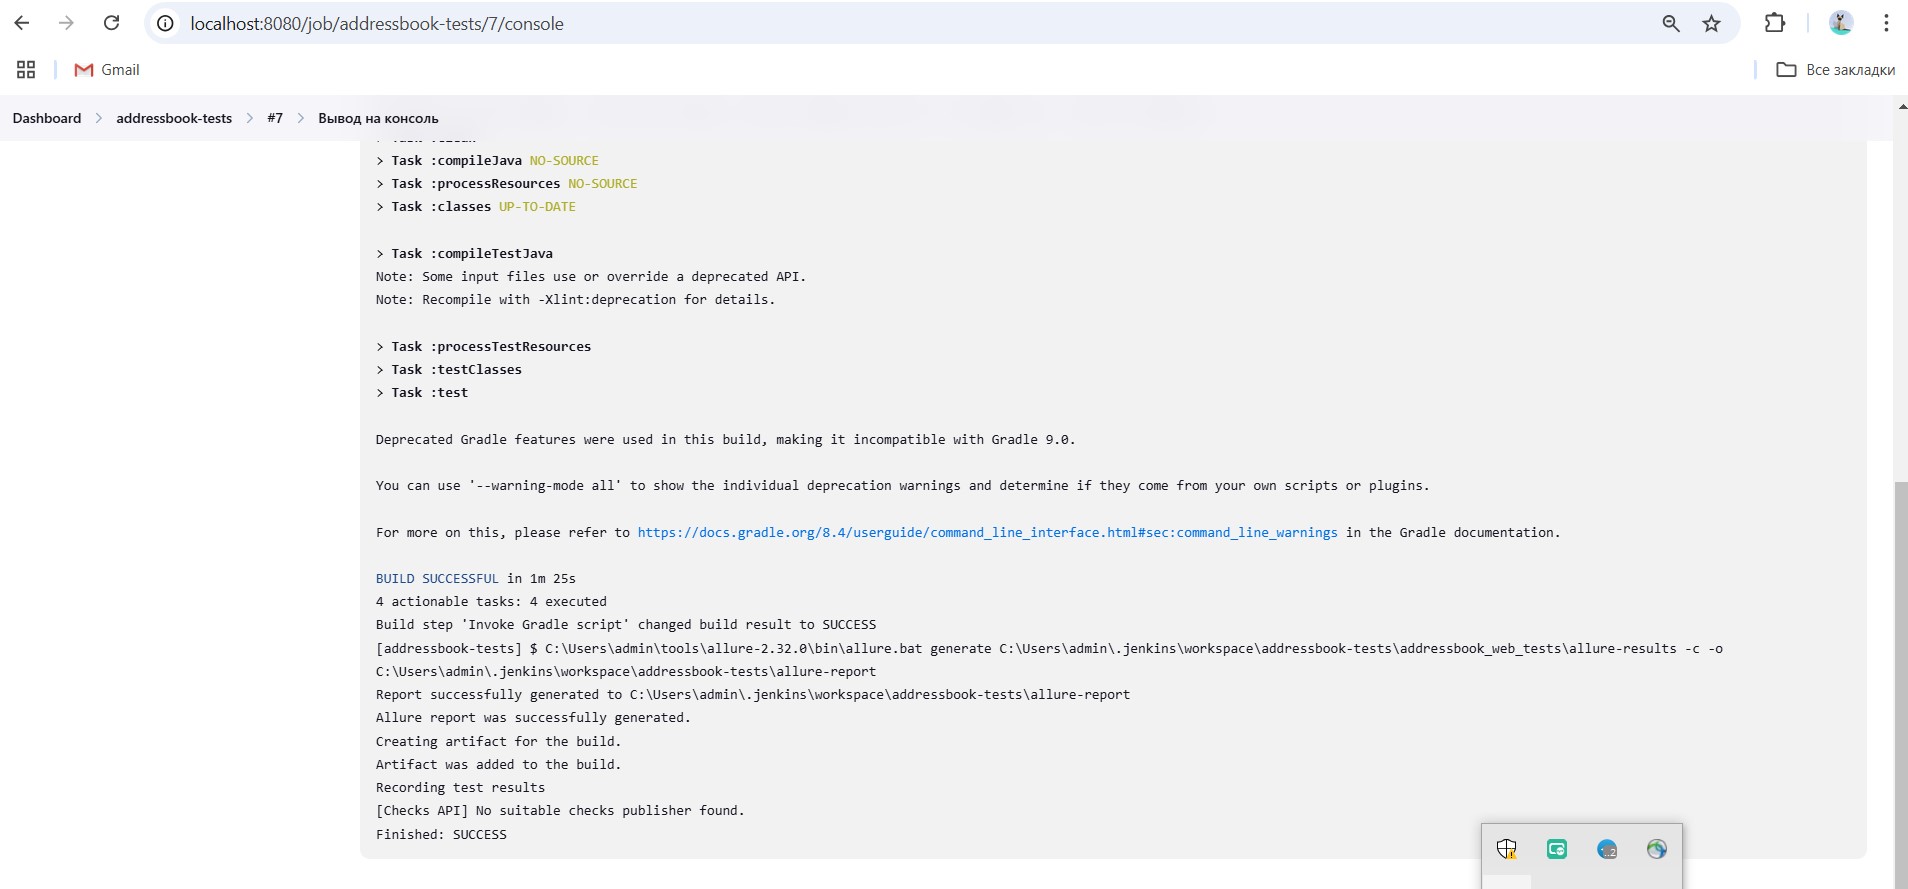 localhost:8080/job/addressbook-tests/7/console
Gmail
Все закладки
Dashboard > addressbook-tests > #7 > Вывод на консоль
> Task :compileJava NO-SOURCE
> Task :processResources NO-SOURCE
> Task :classes UP-TO-DATE
> Task :compileTestJava
Note: Some input files use or override a deprecated API.
Note: Recompile with -Xlint:deprecation for details.
> Task :processTestResources
> Task :testClasses
> Task :test
Deprecated Gradle features were used in this build, making it incompatible with Gradle 9.0.
You can use '--warning-mode all' to show the individual deprecation warnings and determine if they come from your own scripts or plugins.
For more on this, please refer to https://docs.gradle.org/8.4/userguide/command_line_interface.html#sec:command_line_warnings in the Gradle documentation.
BUILD SUCCESSFUL in 1m 25s
4 actionable tasks: 4 executed
Build step 'Invoke Gradle script' changed build result to SUCCESS
[addressbook-tests] $ C:\Users\admin\tools\allure-2.32.0\bin\allure.bat generate C:\Users\admin\.jenkins\workspace\addressbook-tests\addressbook_web_tests\allure-results -c -o
C:\Users\admin\.jenkins\workspace\addressbook-tests\allure-report
Report successfully generated to C:\Users\admin\.jenkins\workspace\addressbook-tests\allure-report
Allure report was successfully generated.
Creating artifact for the build.
Artifact was added to the build.
Recording test results
[Checks API] No suitable checks publisher found.
Finished: SUCCESS